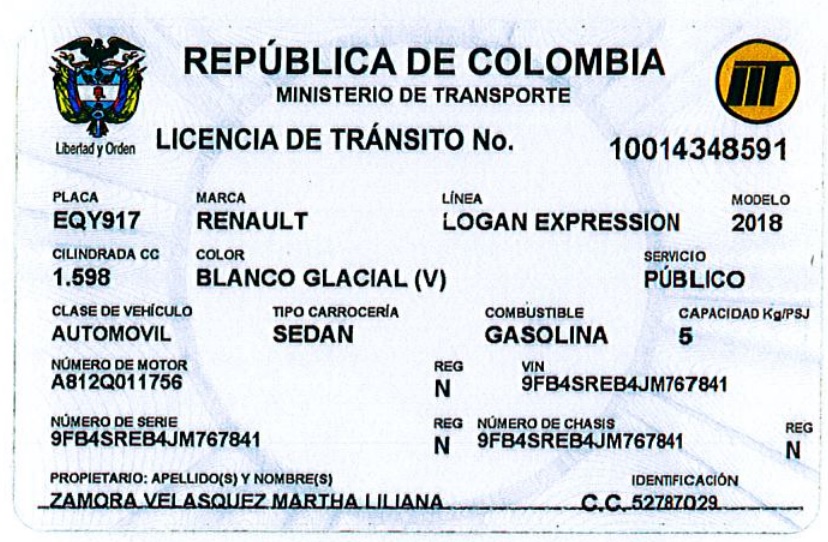 REPÚBLICA DE COLOMBIA
MINISTERIO DE TRANSPORTE
Libertad y Orden
LICENCIA DE TRÁNSITO No. 10014348591
PLACA MARCA LÍNEA MODELO
EQY917 RENAULT LOGAN EXPRESSION 2018
CILINDRADA CC COLOR SERVICIO
1.598 BLANCO GLACIAL (V) PÚBLICO
CLASE DE VEHÍCULO TIPO CARROCERÍA COMBUSTIBLE CAPACIDAD Kg/PSJ
AUTOMOVIL SEDAN GASOLINA 5
NÚMERO DE MOTOR REG VIN
A812Q011756 N 9FB4SREB4JM767841
NÚMERO DE SERIE REG NÚMERO DE CHASIS REG
9FB4SREB4JM767841 N 9FB4SREB4JM767841 N
PROPIETARIO: APELLIDO(S) Y NOMBRE(S) IDENTIFICACIÓN
ZAMORA VELASQUEZ MARTHA LILIANA C.C. 52787029